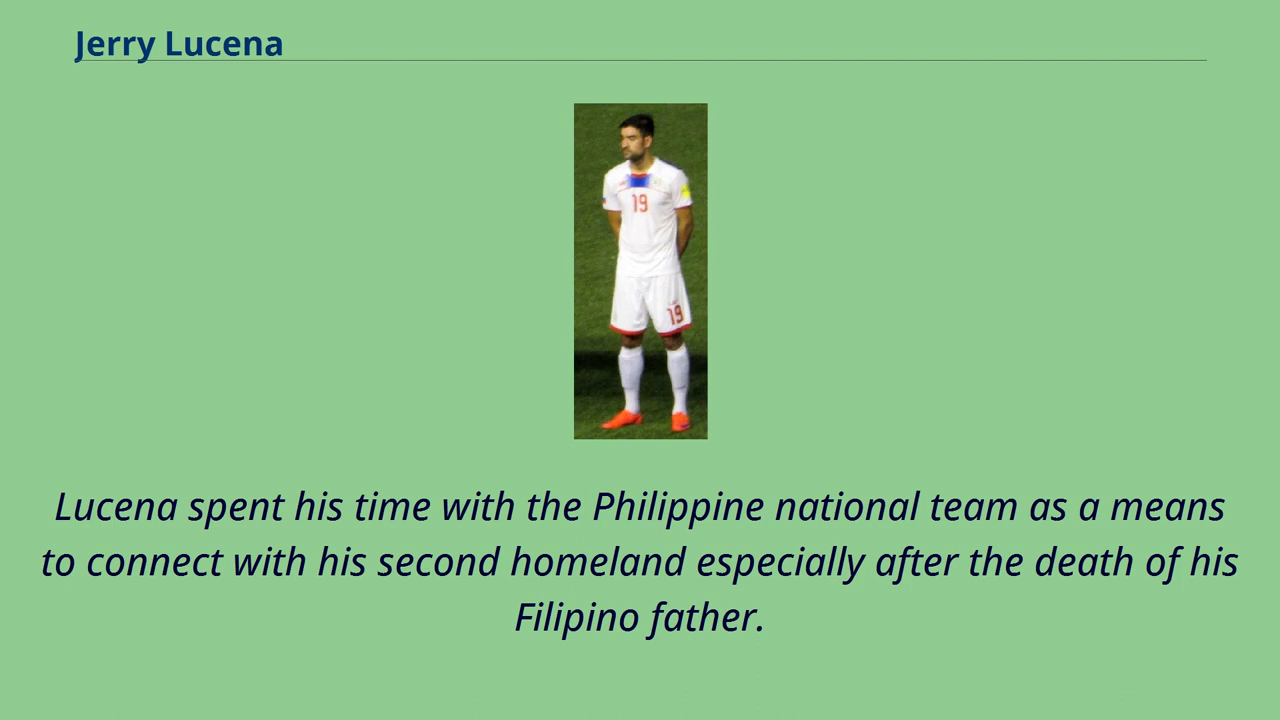 Jerry Lucena
19
19
Lucena spent his time with the Philippine national team as a means
to connect with his second homeland especially after the death of his
Filipino father.